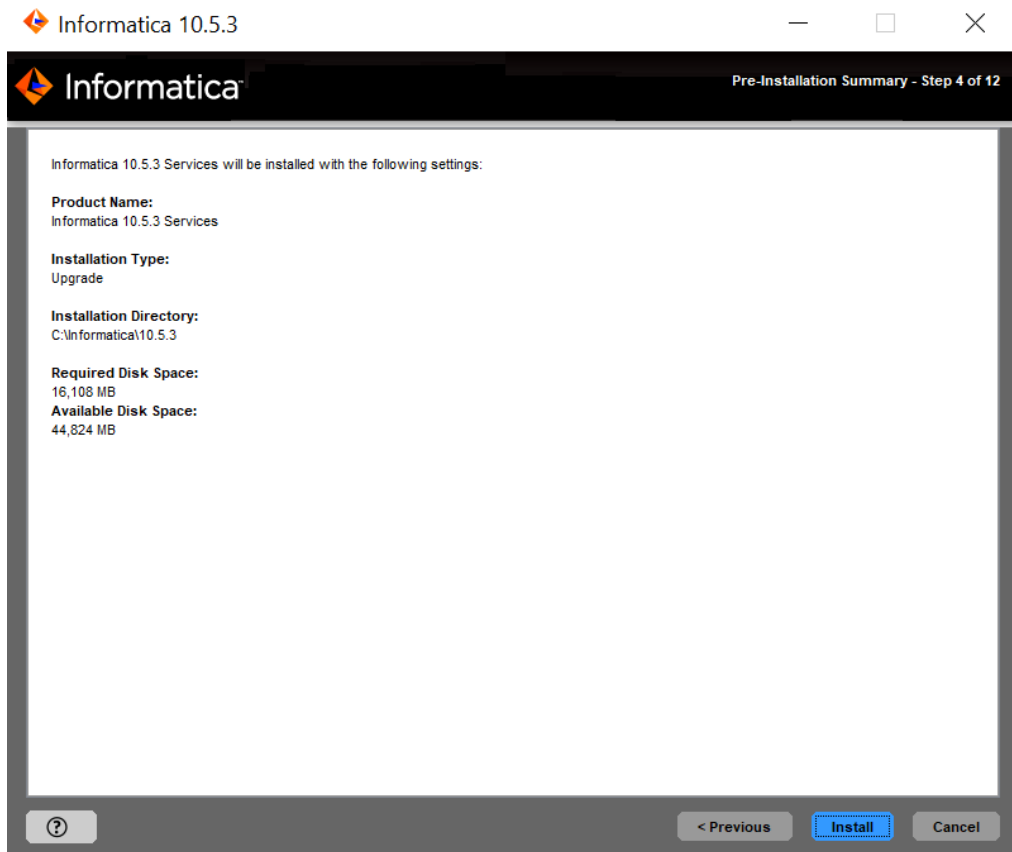 Informatica 10.5.3
Informatica™
Pre-Installation Summary - Step 4 of 12
Informatica 10.5.3 Services will be installed with the following settings:
Product Name:
Informatica 10.5.3 Services
Installation Type:
Upgrade
Installation Directory:
C:\Informatica\10.5.3
Required Disk Space:
16,108 MB
Available Disk Space:
44,824 MB
?
< Previous
Install
Cancel